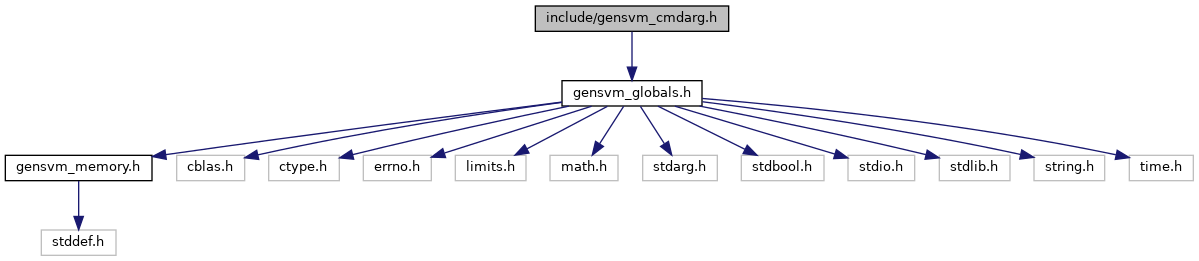 include/gensvm_cmdarg.h
gensvm_globals.h
gensvm_memory.h
cblas.h
ctype.h
errno.h
limits.h
math.h
stdarg.h
stdbool.h
stdio.h
stdlib.h
string.h
time.h
stddef.h